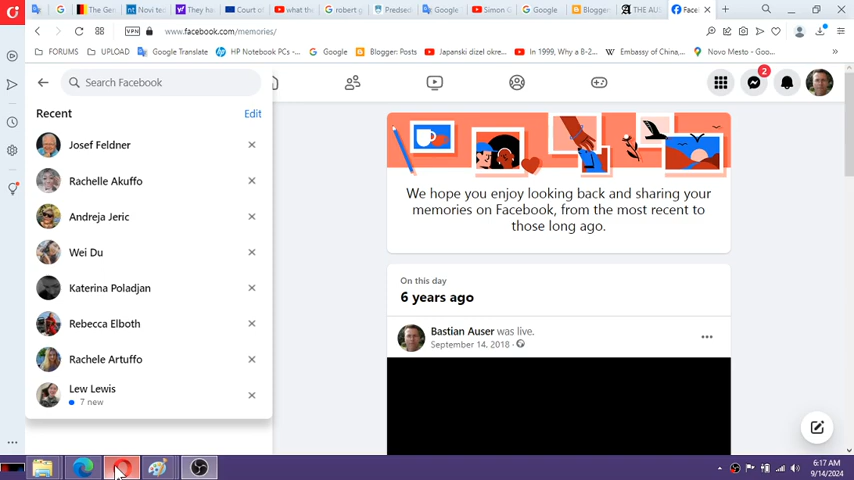 The Ger
Novi te
They ha
Court of
what the
robert g
Predsed
Google
Simon C
Google
Blogger
THE AU
Face
VPN
www.facebook.com/memories/
FORUMS
UPLOAD
Google Translate
HP Notebook PCs -...
Google
Blogger: Posts
Japanski dizel okre...
In 1999, Why a B-2...
Embassy of China,...
Novo Mesto - Goo...
Search Facebook
2
Recent
Edit
Josef Feldner
Rachelle Akuffo
Andreja Jeric
Wei Du
Katerina Poladjan
Rebecca Elboth
Rachele Artuffo
Lew Lewis
7 new
We hope you enjoy looking back and sharing your
memories on Facebook, from the most recent to
those long ago.
On this day
6 years ago
Bastian Auser was live.
September 14, 2018 ·
6:17 AM
9/14/2024